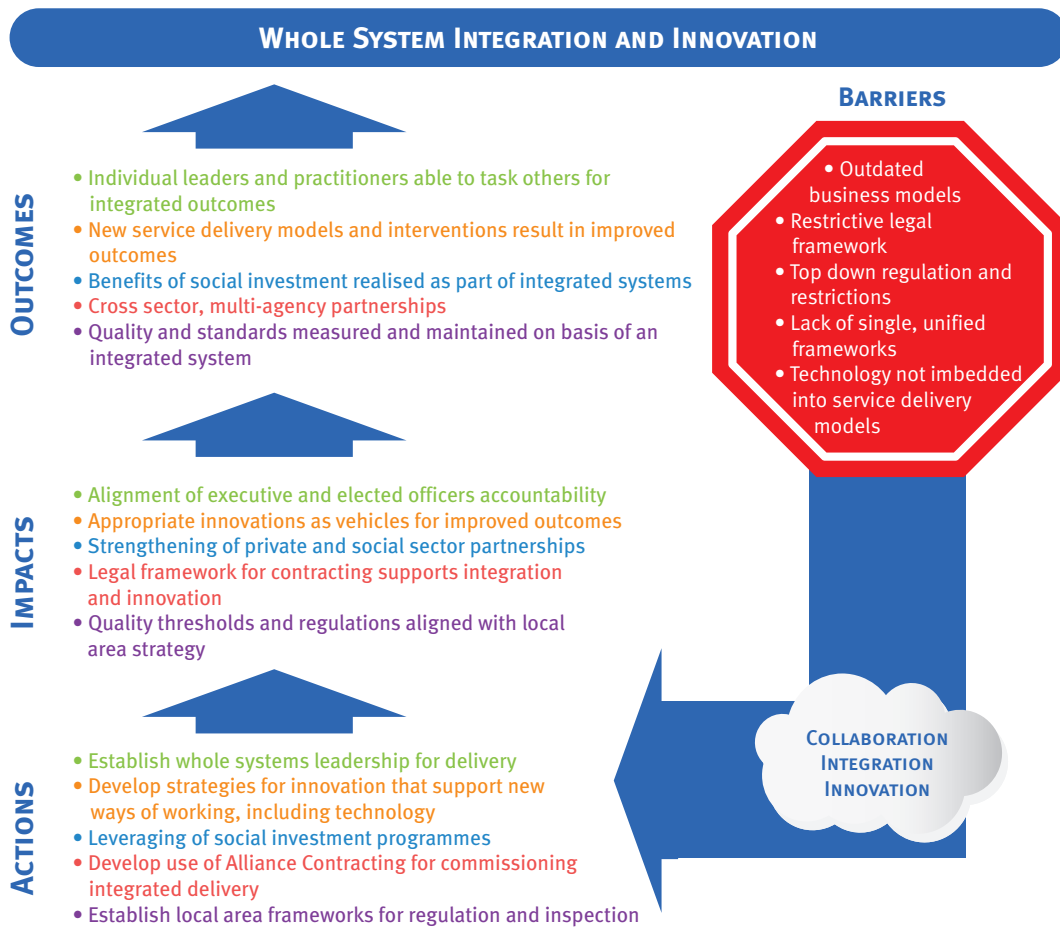 WHOLE SYSTEM INTEGRATION AND INNOVATION
OUTCOMES
• Individual leaders and practitioners able to task others for
integrated outcomes
• New service delivery models and interventions result in improved
outcomes
• Benefits of social investment realised as part of integrated systems
• Cross sector, multi-agency partnerships
• Quality and standards measured and maintained on basis of an
integrated system
IMPACTS
• Alignment of executive and elected officers accountability
• Appropriate innovations as vehicles for improved outcomes
• Strengthening of private and social sector partnerships
• Legal framework for contracting supports integration
and innovation
• Quality thresholds and regulations aligned with local
area strategy
ACTIONS
• Establish whole systems leadership for delivery
• Develop strategies for innovation that support new
ways of working, including technology
• Leveraging of social investment programmes
• Develop use of Alliance Contracting for commissioning
integrated delivery
• Establish local area frameworks for regulation and inspection
BARRIERS
• Outdated
business models
• Restrictive legal
framework
• Top down regulation and
restrictions
• Lack of single, unified
frameworks
• Technology not imbedded
into service delivery
models
COLLABORATION
INTEGRATION
INNOVATION